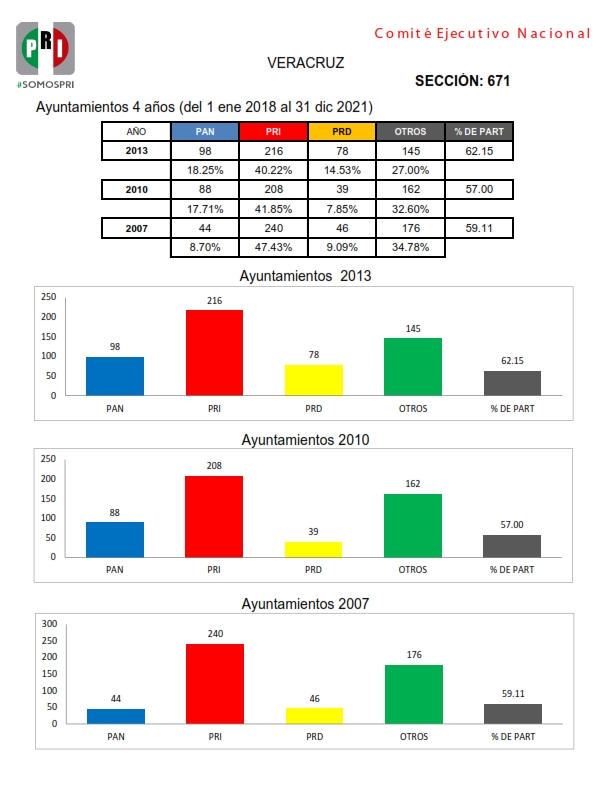 PRI
#SOMOSPRI
Comité Ejecutivo Nacional
VERACRUZ
SECCIÓN: 671
Ayuntamientos 4 años (del 1 ene 2018 al 31 dic 2021)
AÑO PAN PRI PRD OTROS % DE PART
2013 98 216 78 145 62.15
18.25% 40.22% 14.53% 27.00%
2010 88 208 39 162 57.00
17.71% 41.85% 7.85% 32.60%
2007 44 240 46 176 59.11
8.70% 47.43% 9.09% 34.78%
Ayuntamientos 2013
250
200
150
100
50
0
98 216 78 145 62.15
PAN PRI PRD OTROS % DE PART
Ayuntamientos 2010
250
200
150
100
50
0
88 208 39 162 57.00
PAN PRI PRD OTROS % DE PART
Ayuntamientos 2007
300
250
200
150
100
50
0
44 240 46 176 59.11
PAN PRI PRD OTROS % DE PART